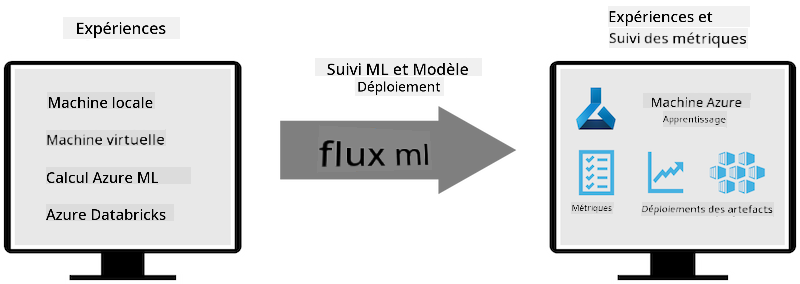 Expériences
Machine locale
Machine virtuelle
Calcul Azure ML
Azure Databricks
Suivi ML et Modèle
Déploiement
flux ml
Expériences et
Suivi des métriques
Machine Azure
Apprentissage
Métriques
Déploiements des artefacts